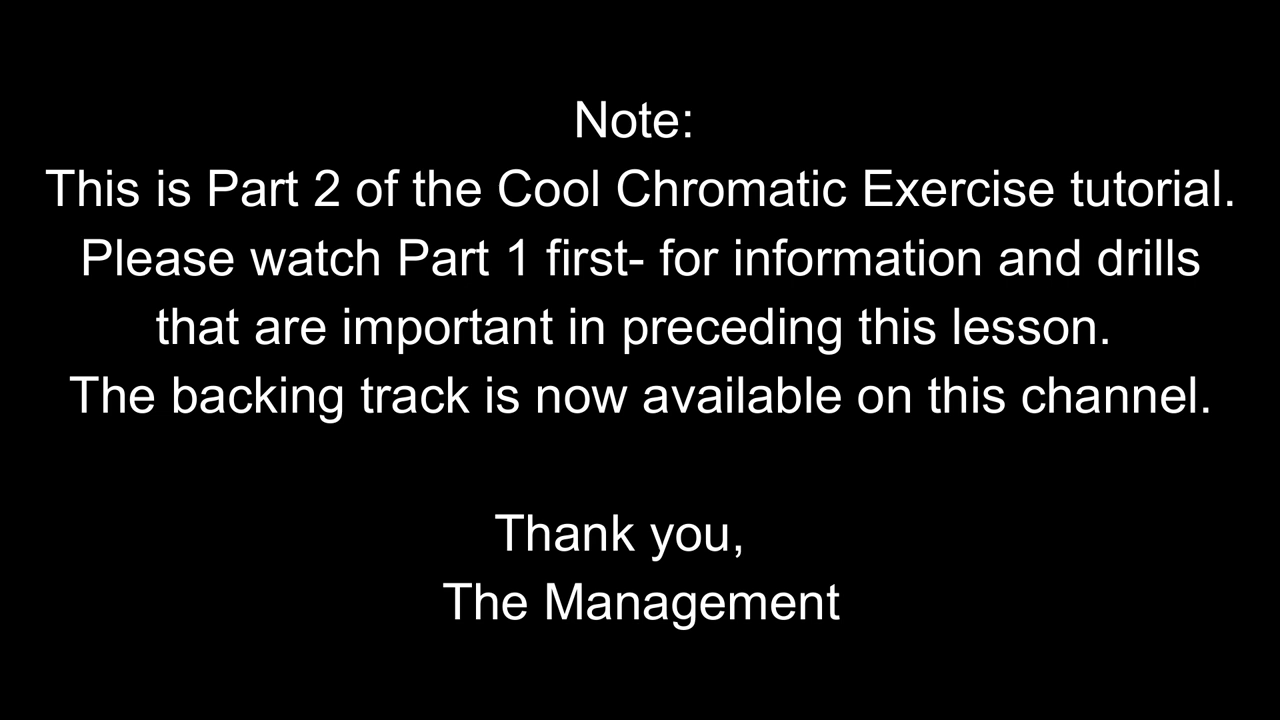 Note:
This is Part 2 of the Cool Chromatic Exercise tutorial.
Please watch Part 1 first- for information and drills
that are important in preceding this lesson.
The backing track is now available on this channel.
Thank you,
The Management